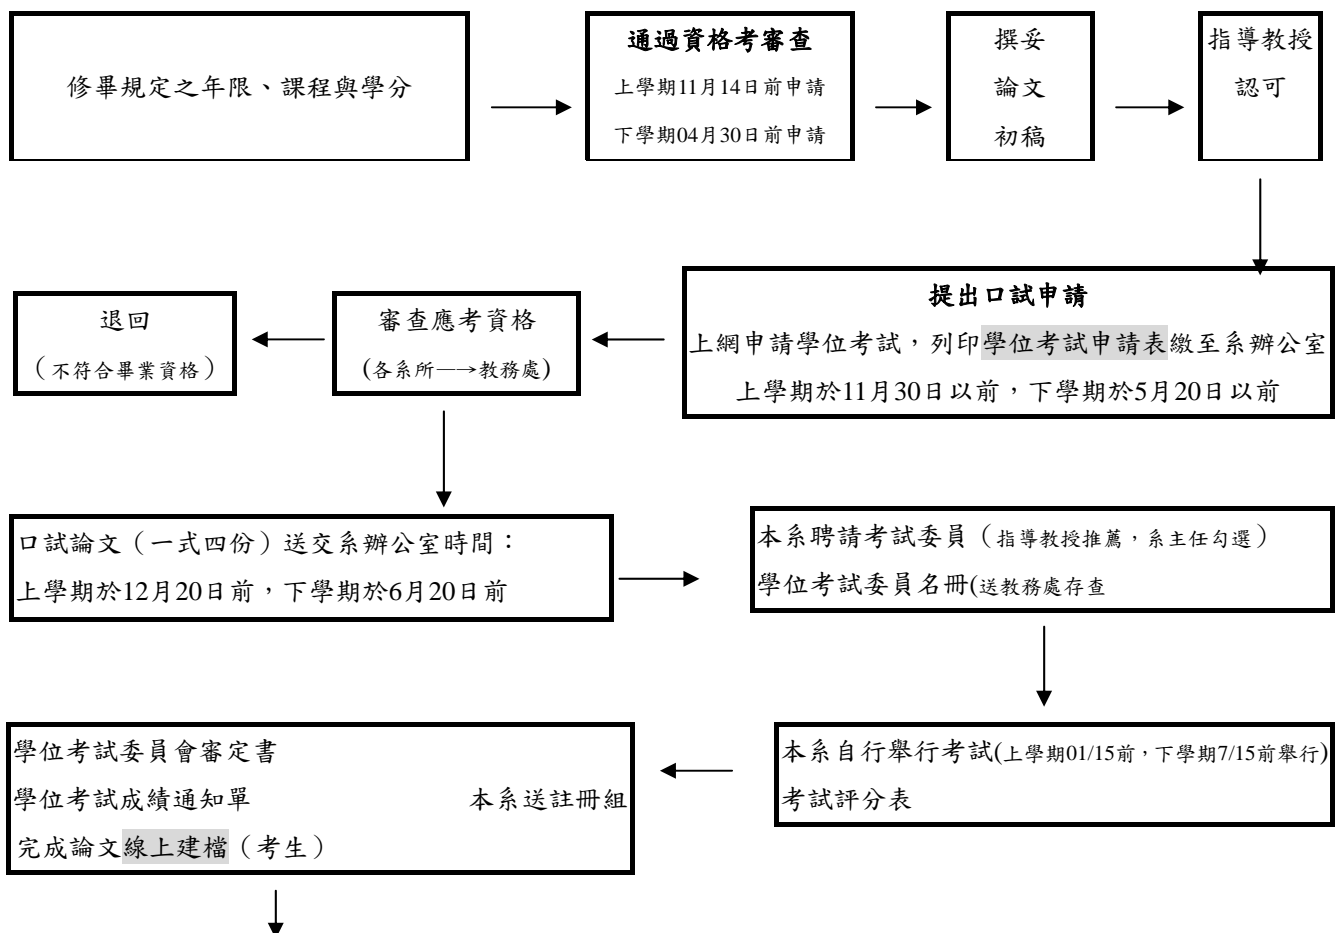 修畢規定之年限、課程與學分
通過資格考審查
上學期11月14日前申請
下學期04月30日前申請
撰妥
論文
初稿
指導教授
認可
提出口試申請
上網申請學位考試，列印學位考試申請表繳至系辦公室
上學期於11月30日以前，下學期於5月20日以前
審查應考資格
(各系所—→教務處)
退回
（不符合畢業資格）
口試論文（一式四份）送交系辦公室時間：
上學期於12月20日前，下學期於6月20日前
本系聘請考試委員（指導教授推薦，系主任勾選）
學位考試委員名冊(送教務處存查
本系自行舉行考試(上學期01/15前，下學期7/15前舉行)
考試評分表
學位考試委員會審定書
學位考試成績通知單 本系送註冊組
完成論文線上建檔（考生）